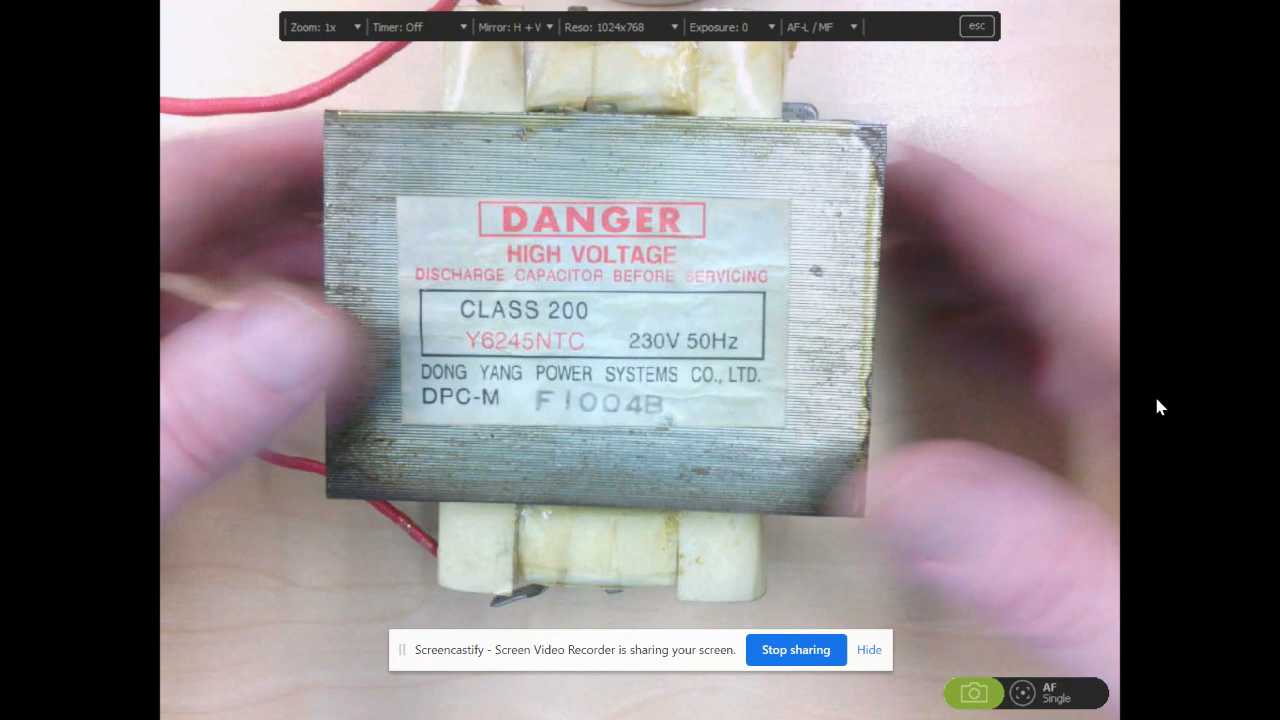 Zoom: 1x Timer: Off Mirror: H + V Reso: 1024x768 Exposure: 0 AF-L / MF esc
DANGER
HIGH VOLTAGE
DISCHARGE CAPACITOR BEFORE SERVICING
CLASS 200
Y6245NTC 230V 50Hz
DONG YANG POWER SYSTEMS CO., LTD.
DPC-M F1004B
Screencastify - Screen Video Recorder is sharing your screen. Stop sharing Hide
AF
Single